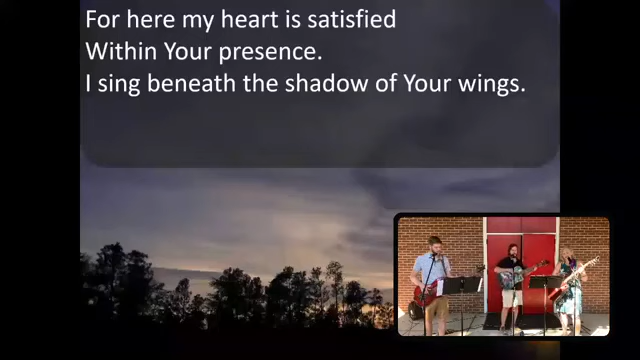 For here my heart is satisfied
Within Your presence.
I sing beneath the shadow of Your wings.